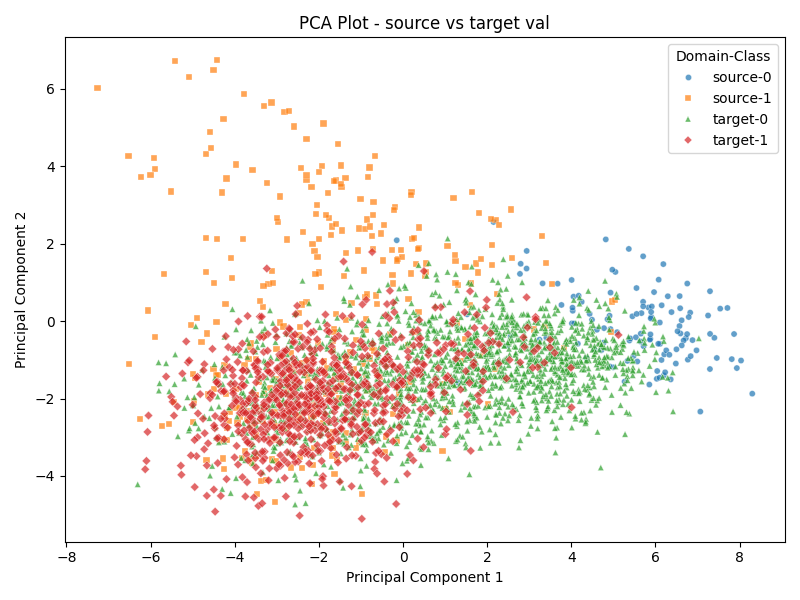 PCA Plot - source vs target val
Domain-Class
source-0
source-1
target-0
target-1
Principal Component 2
6
4
2
0
−2
−4
−8
−6
−4
−2
0
2
4
6
8
Principal Component 1